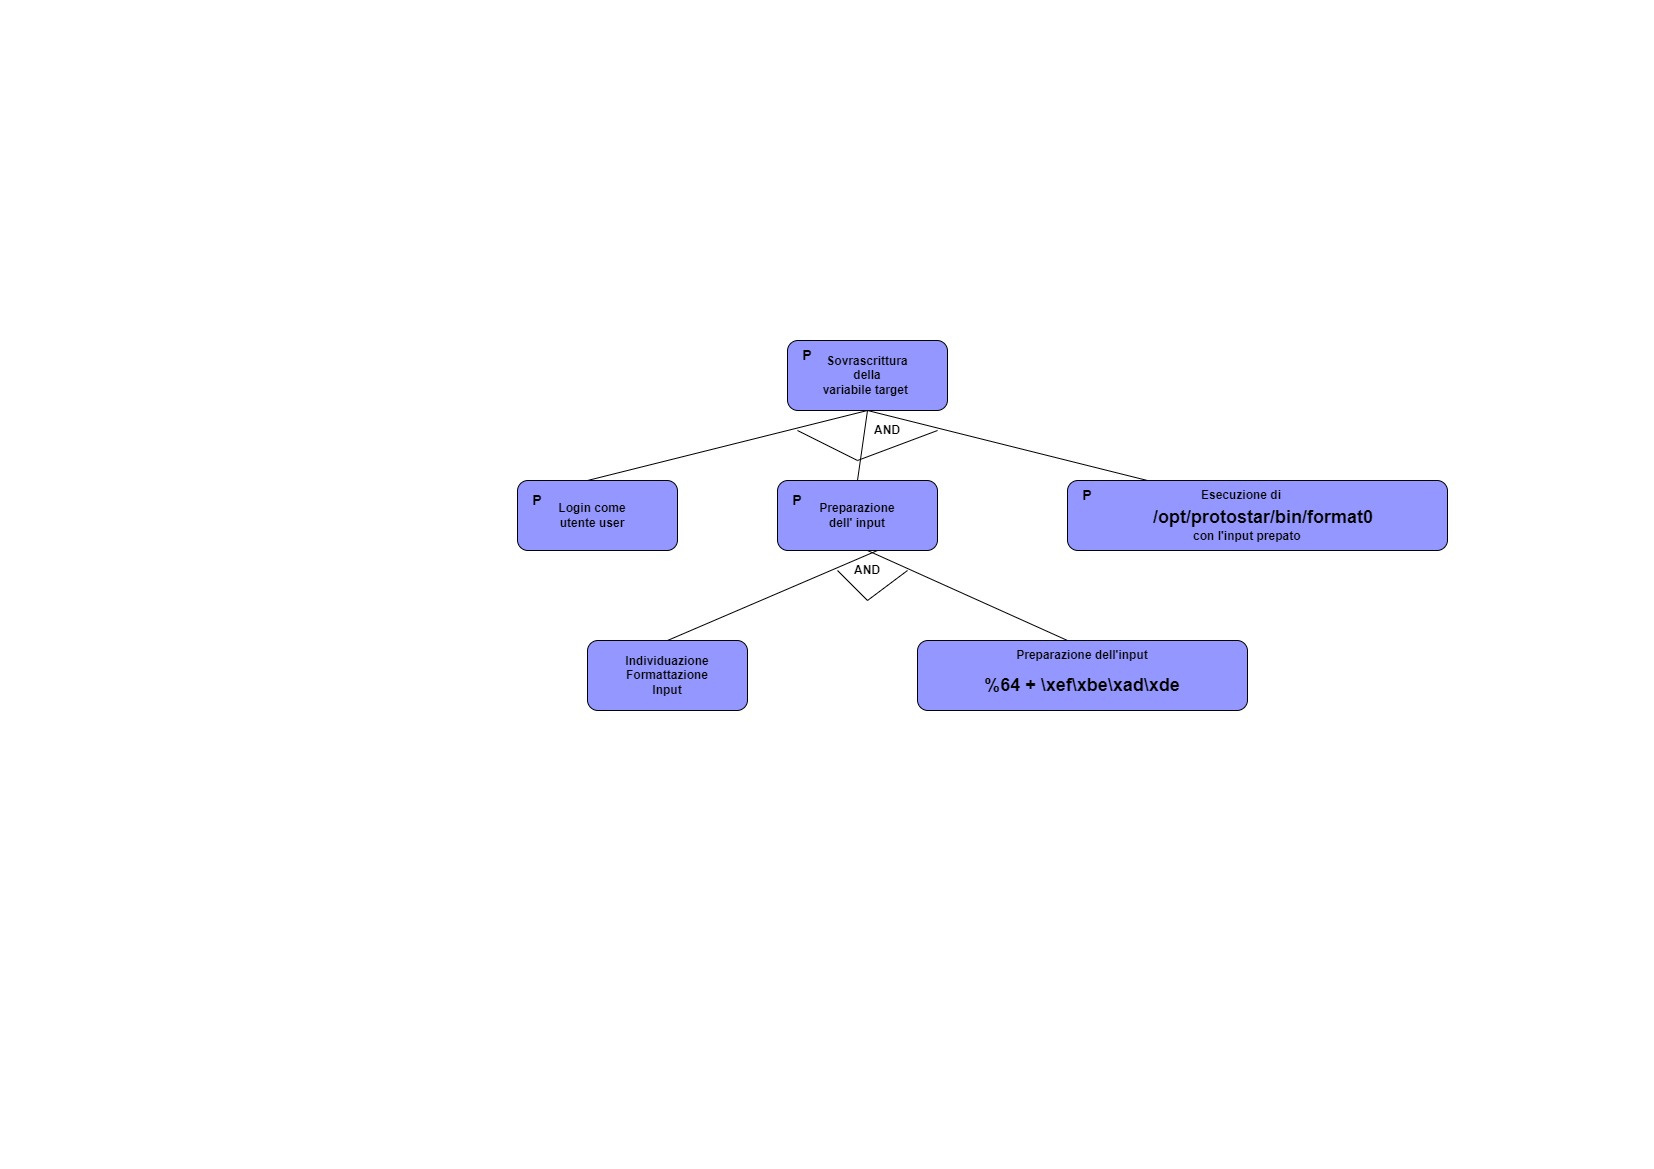 P
Sovrascrittura
della
variabile target
AND
P
Login come
utente user
P
Preparazione
dell' input
P
Esecuzione di
/opt/protostar/bin/format0
con l'input prepato
AND
Individuazione
Formattazione
Input
Preparazione dell'input
%64 + \xef\xbe\xad\xde